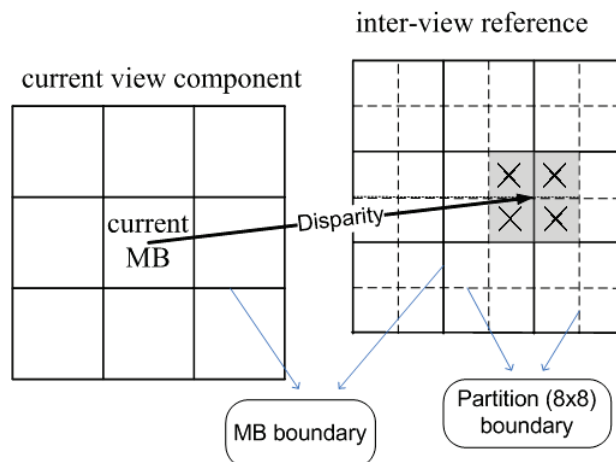 inter-view reference
current view component
current
MB
Disparity
MB boundary
Partition (8x8)
boundary